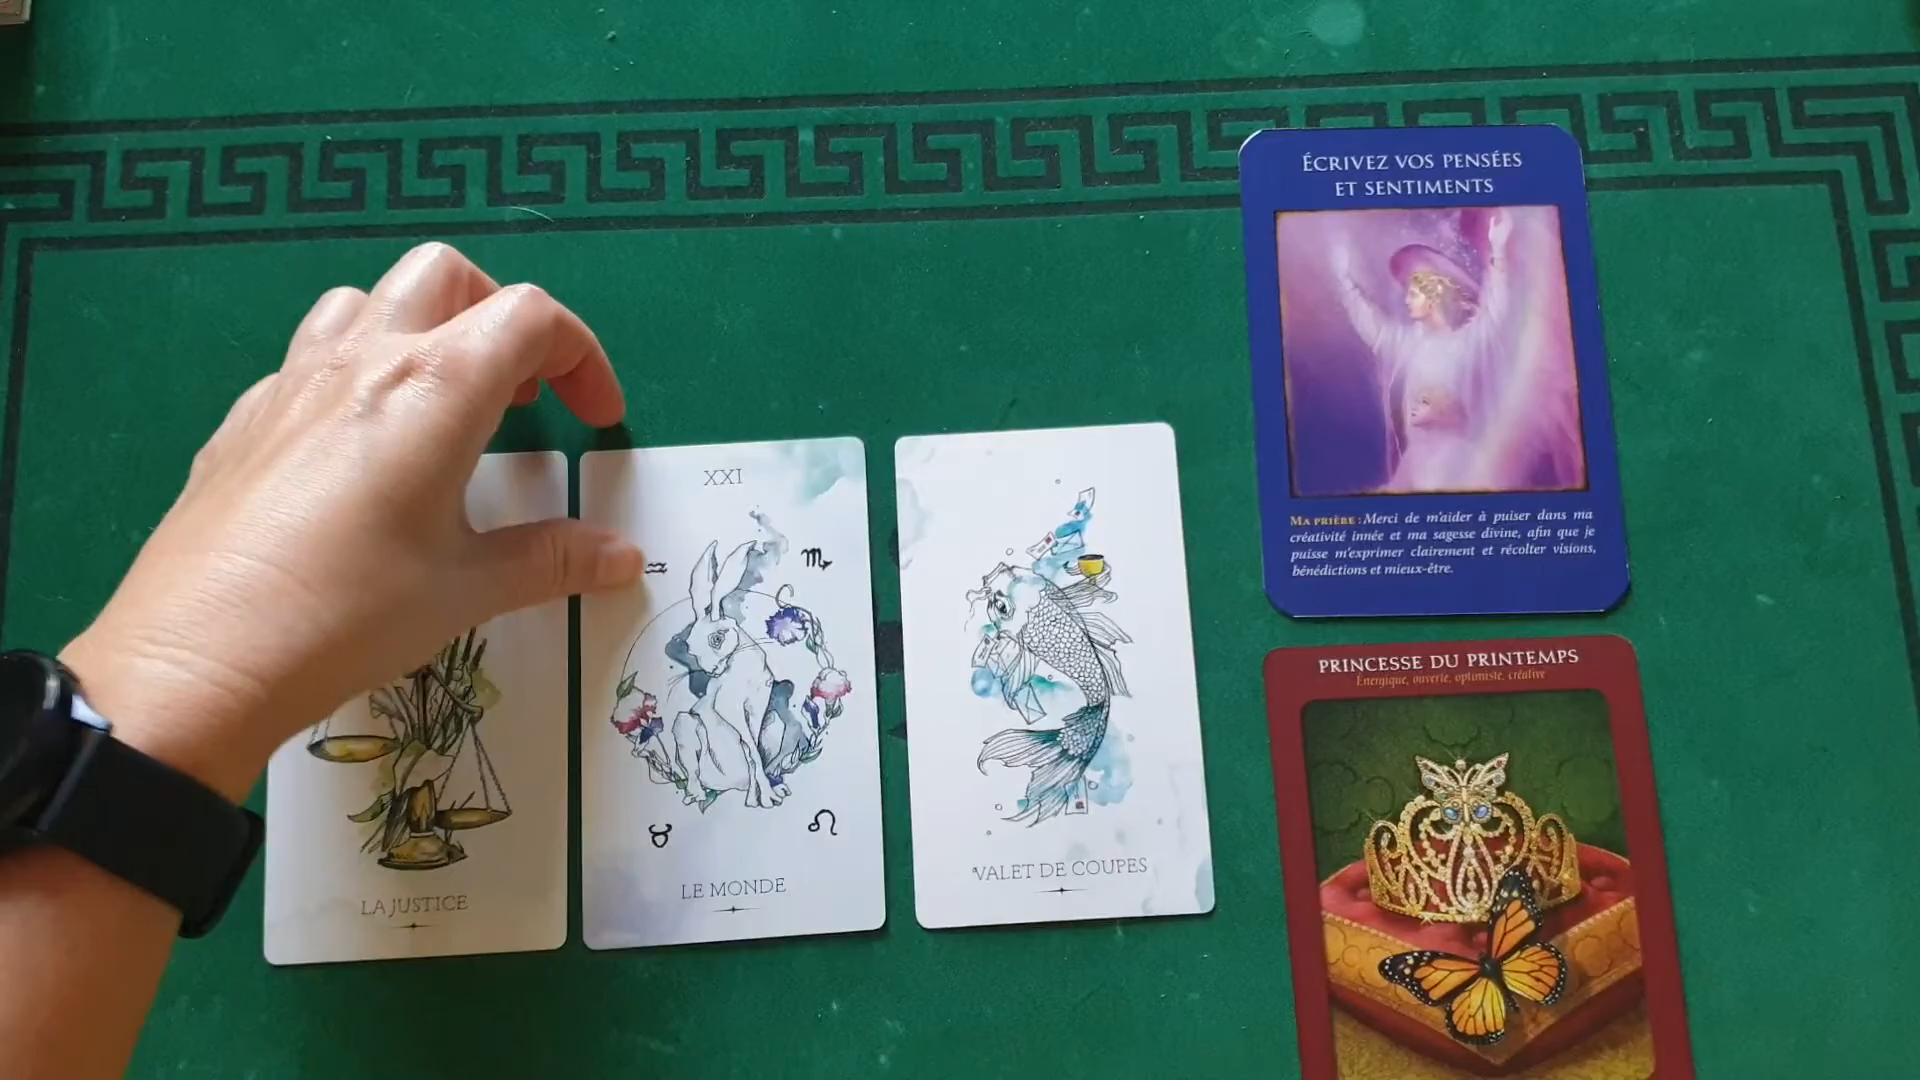 ÉCRIVEZ VOS PENSÉES
ET SENTIMENTS
MA PRIÈRE : Merci de m'aider à puiser dans ma
créativité innée et ma sagesse divine, afin que je
puisse m'exprimer clairement et récolter visions,
bénédictions et mieux-être.
PRINCESSE DU PRINTEMPS
Énergique, ouverte, optimiste, créative
XXI
LA JUSTICE
LE MONDE
VALET DE COUPES